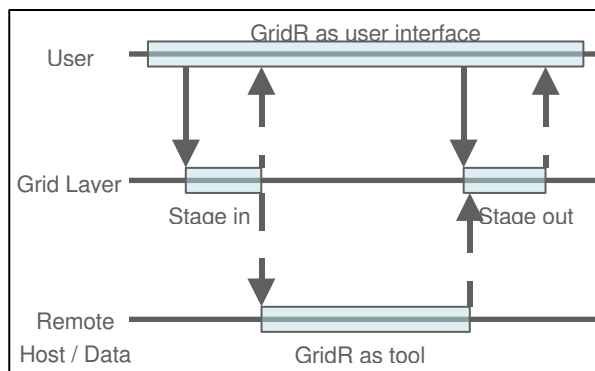 GridR as user interface
User
Grid Layer
Stage in
Stage out
Remote
Host / Data
GridR as tool